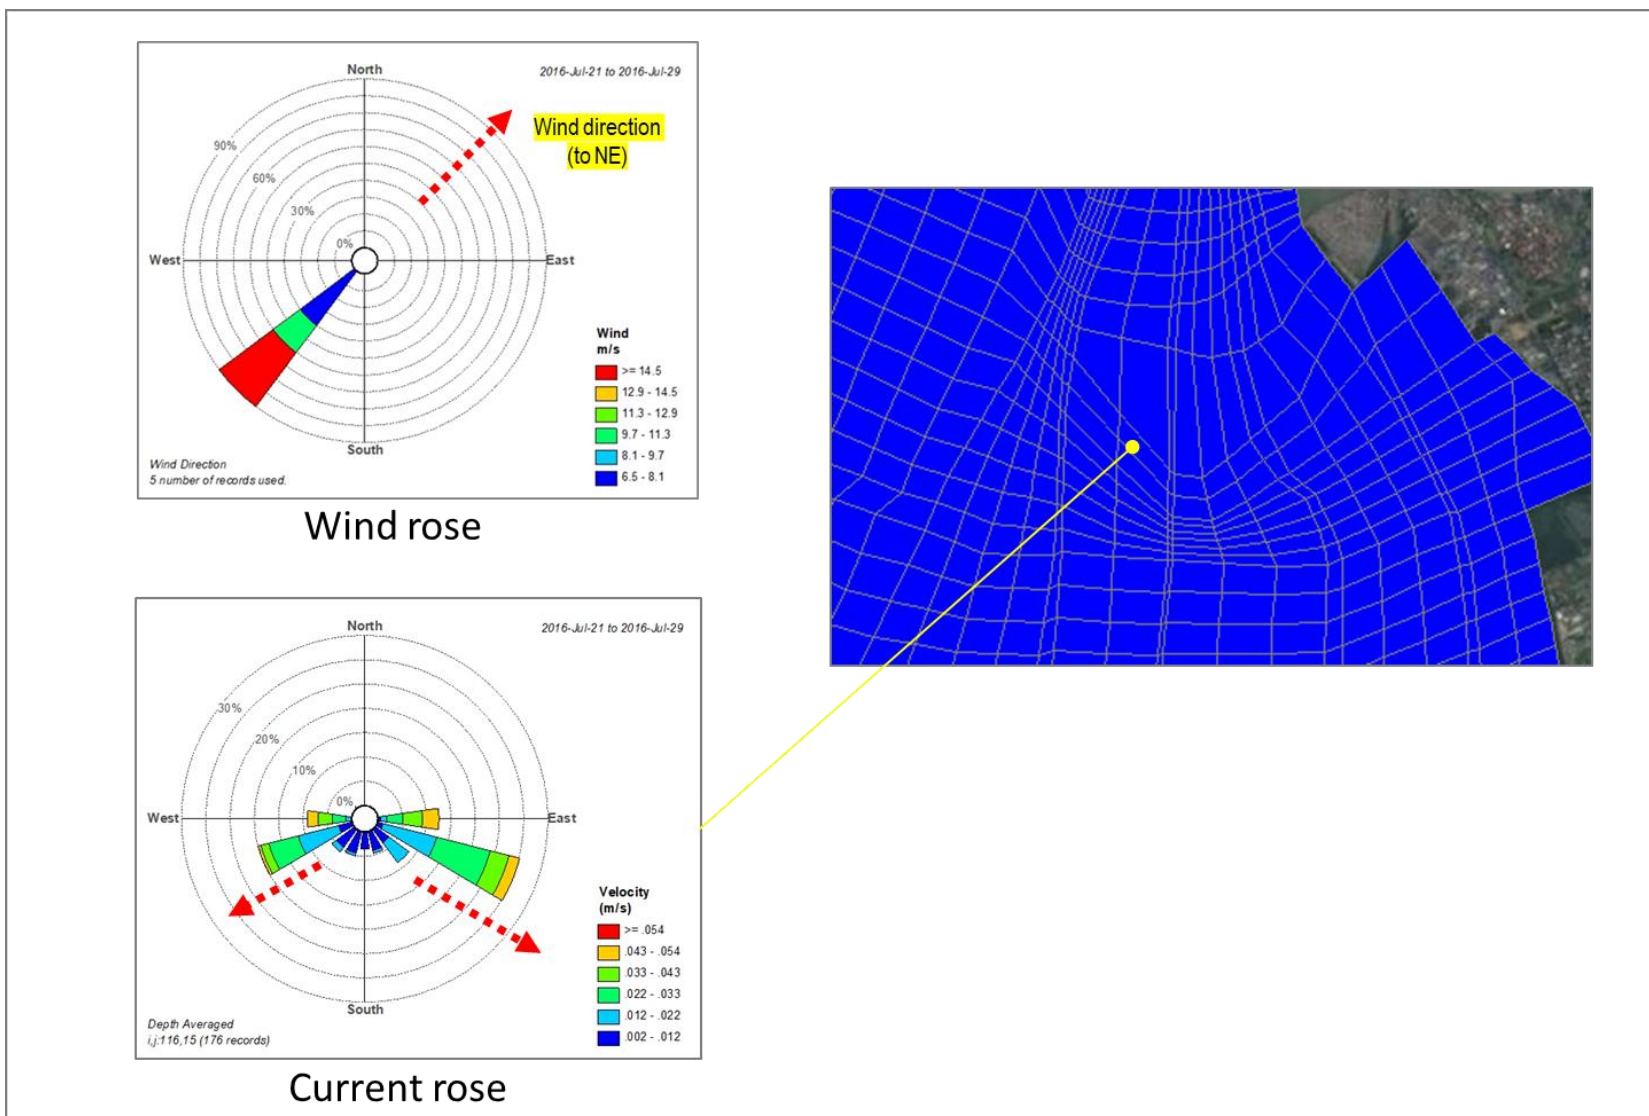 North
2016-Jul-21 to 2016-Jul-29
Wind direction
(to NE)
90%
60%
30%
0%
West
East
South
Wind
m/s
>= 14.5
12.9 - 14.5
11.3 - 12.9
9.7 - 11.3
8.1 - 9.7
6.5 - 8.1
Wind Direction
5 number of records used.
Wind rose
North
2016-Jul-21 to 2016-Jul-29
30%
20%
10%
0%
West
East
South
Velocity
(m/s)
>= .054
.043 - .054
.033 - .043
.022 - .033
.012 - .022
.002 - .012
Depth Averaged
i,j:116,15 (176 records)
Current rose